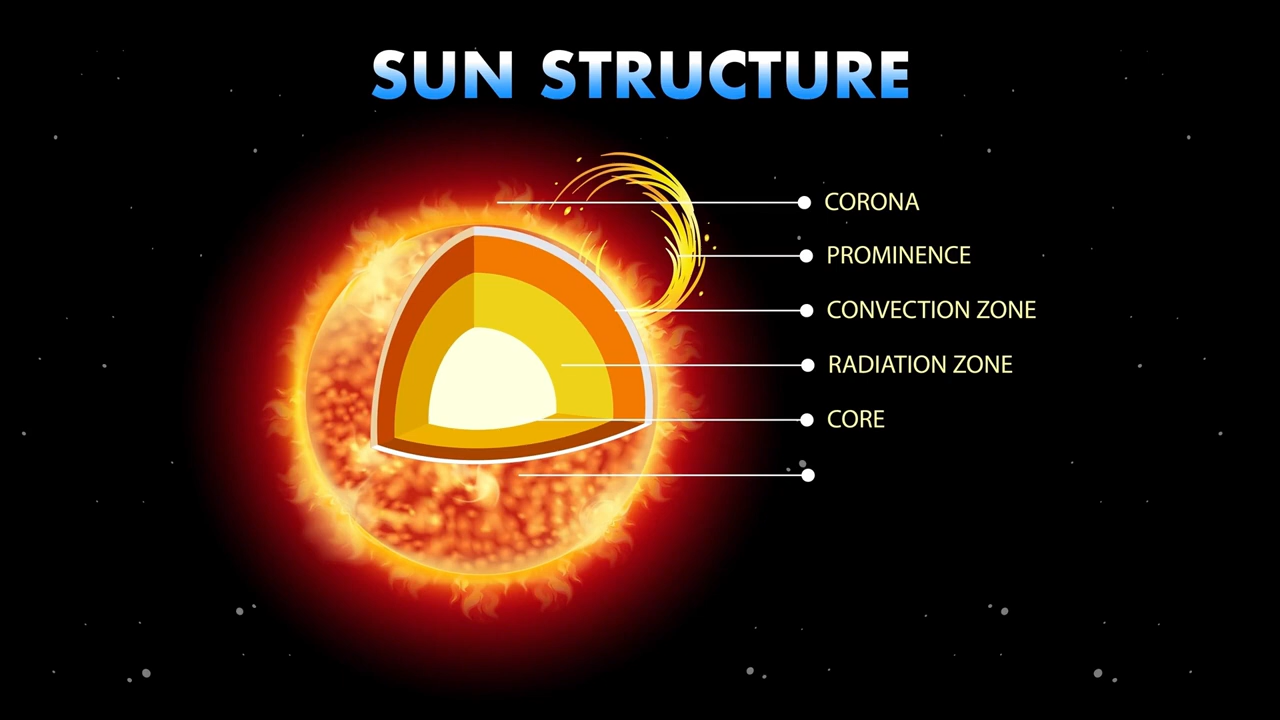 SUN STRUCTURE
CORONA
PROMINENCE
CONVECTION ZONE
RADIATION ZONE
CORE